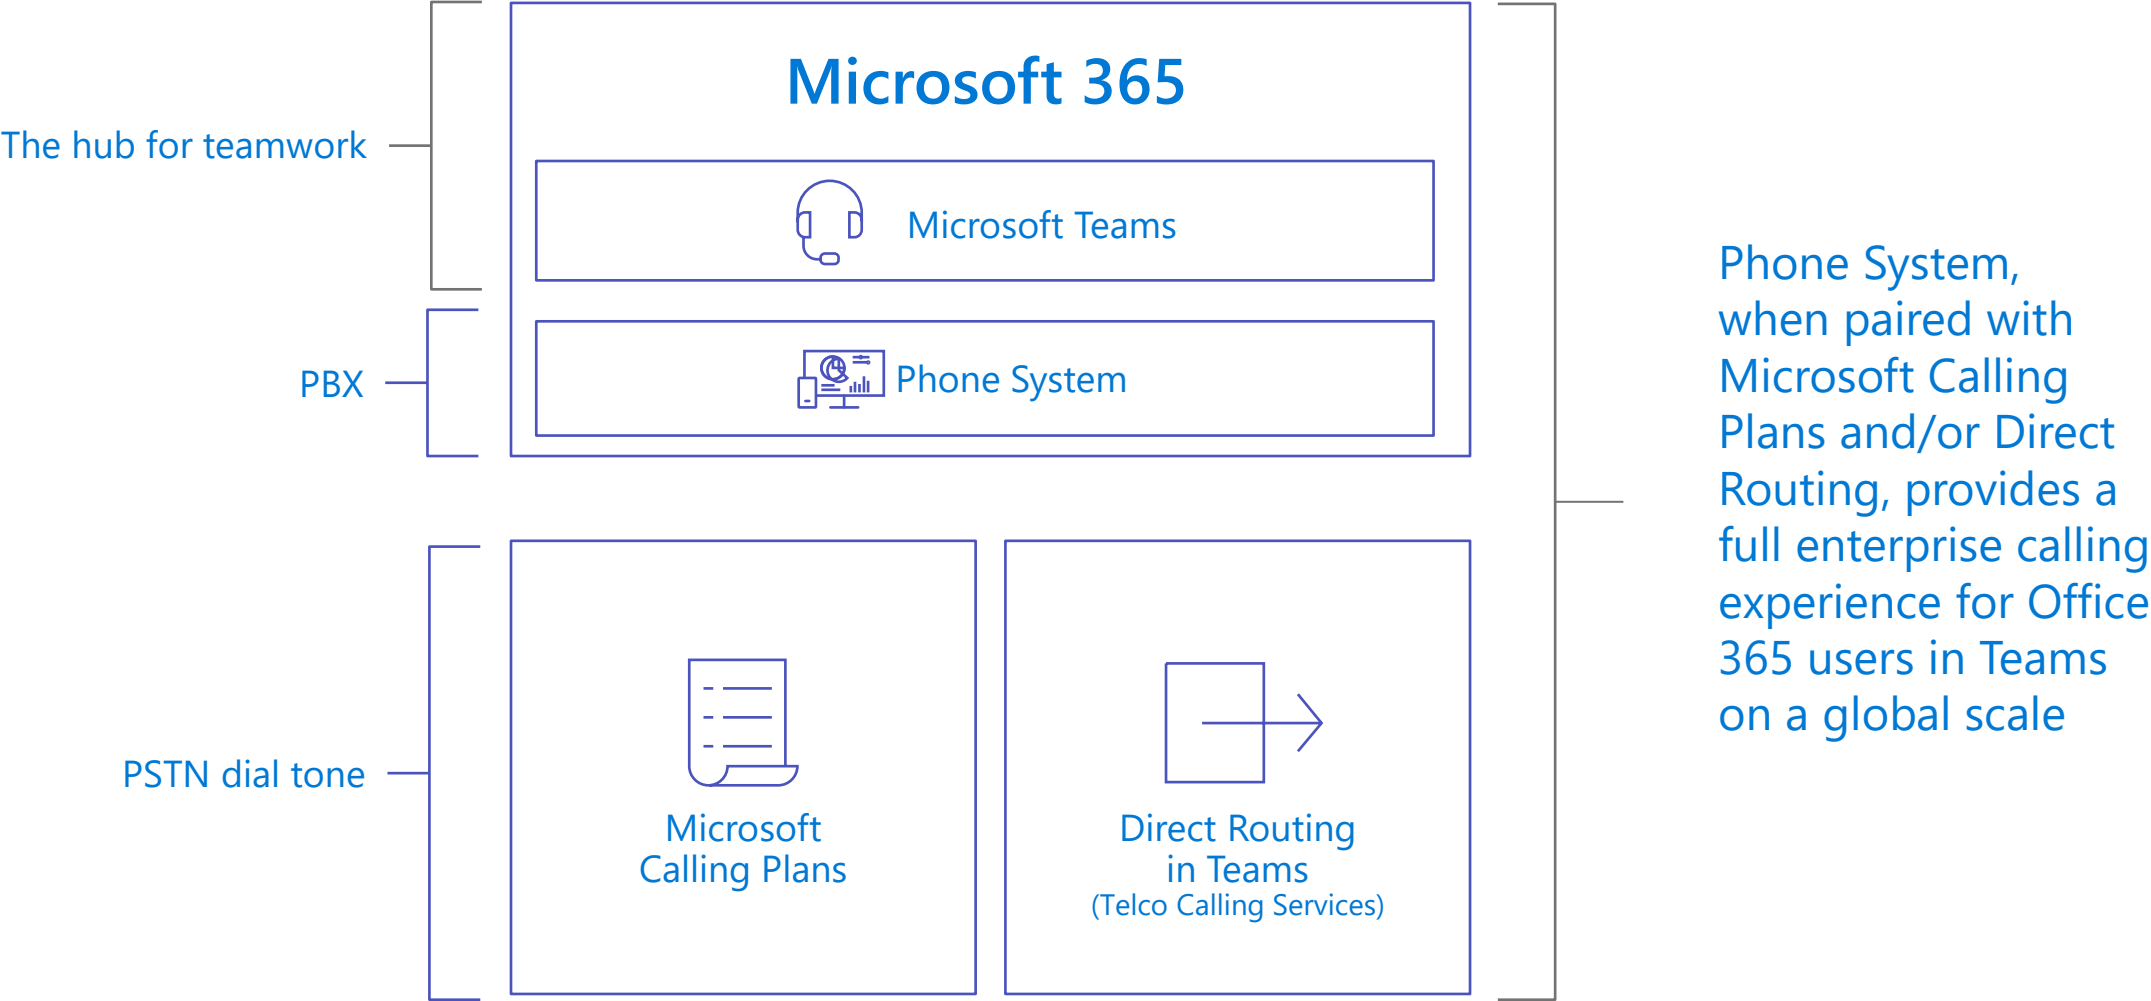 Microsoft 365
The hub for teamwork
Microsoft Teams
PBX
Phone System
PSTN dial tone
Microsoft
Calling Plans
Direct Routing
in Teams
(Telco Calling Services)
Phone System,
when paired with
Microsoft Calling
Plans and/or Direct
Routing, provides a
full enterprise calling
experience for Office
365 users in Teams
on a global scale